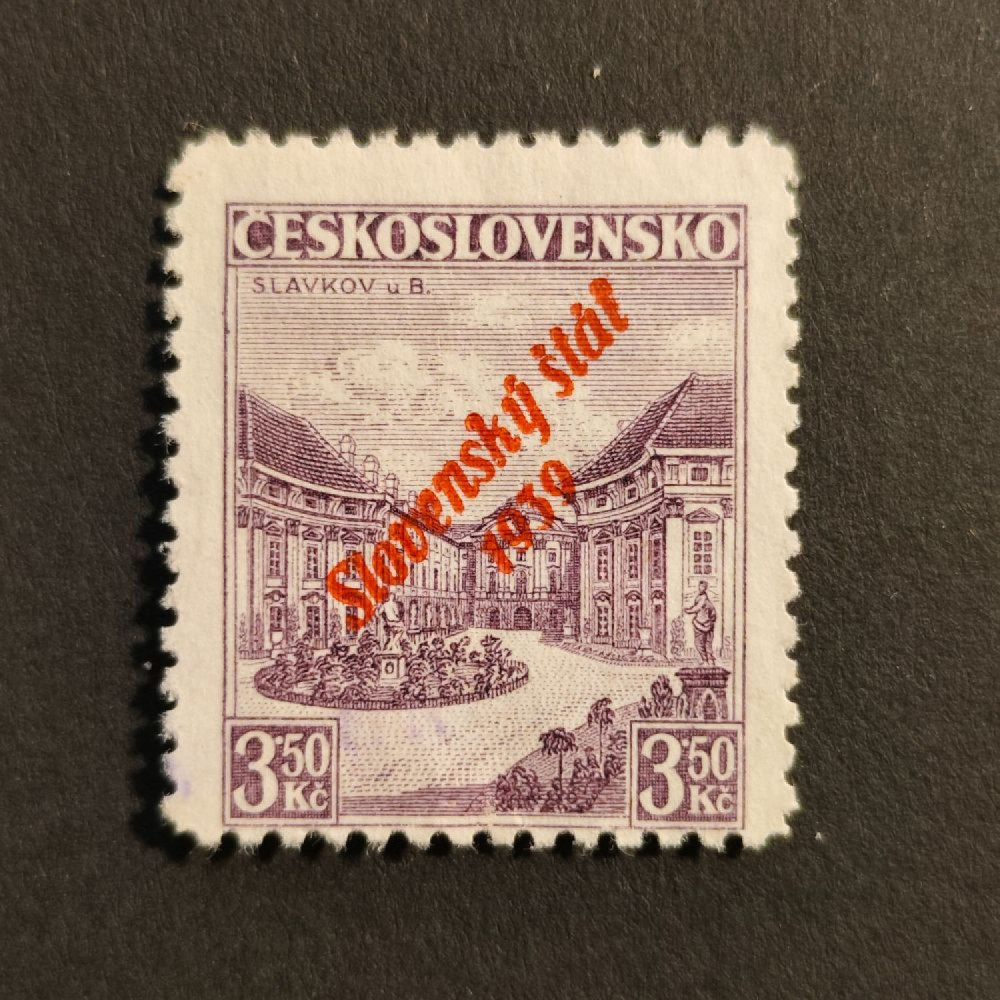 ČESKOSLOVENSKO
SLAVKOV u B.
Slovenský štát
1939
3.50
Kč
3.50
Kč